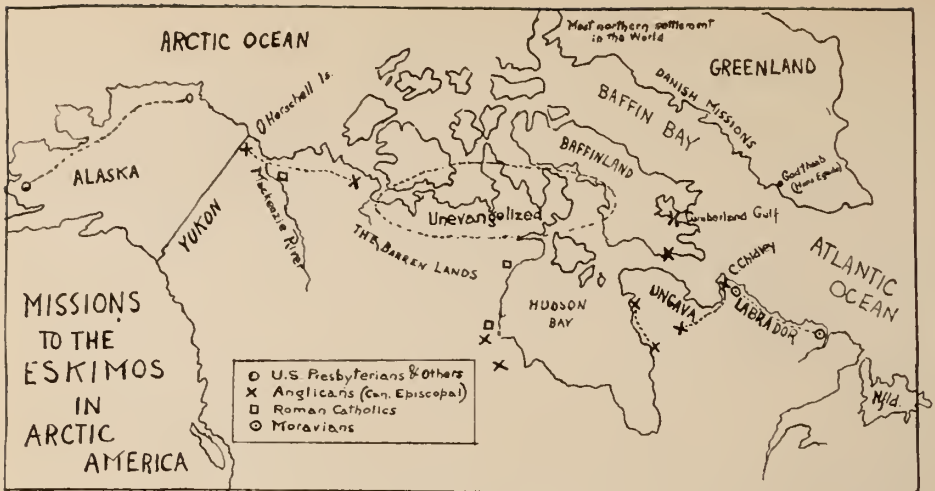 ARCTIC OCEAN
Herschell Is.
ALASKA
YUKON
Mackenzie River
THE BARREN LANDS
Unevangelized
Most northern settlement
in the World
GREENLAND
DANISH MISSIONS
BAFFIN BAY
BAFFINLAND
Godthaab
(Hans Egede)
Cumberland Gulf
C. Chidley
ATLANTIC
OCEAN
HUDSON
BAY
UNGAVA
LABRADOR
Nfld.
MISSIONS
TO THE
ESKIMOS
IN
ARCTIC
AMERICA
U.S. Presbyterians & Others
Anglicans (Can. Episcopal)
Roman Catholics
Moravians